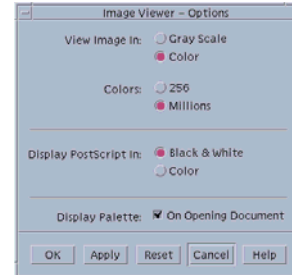 Image Viewer - Options
View Image In: Gray Scale
Color
Colors: 256
Millions
Display PostScript In: Black & White
Color
Display Palette: On Opening Document
OK Apply Reset Cancel Help